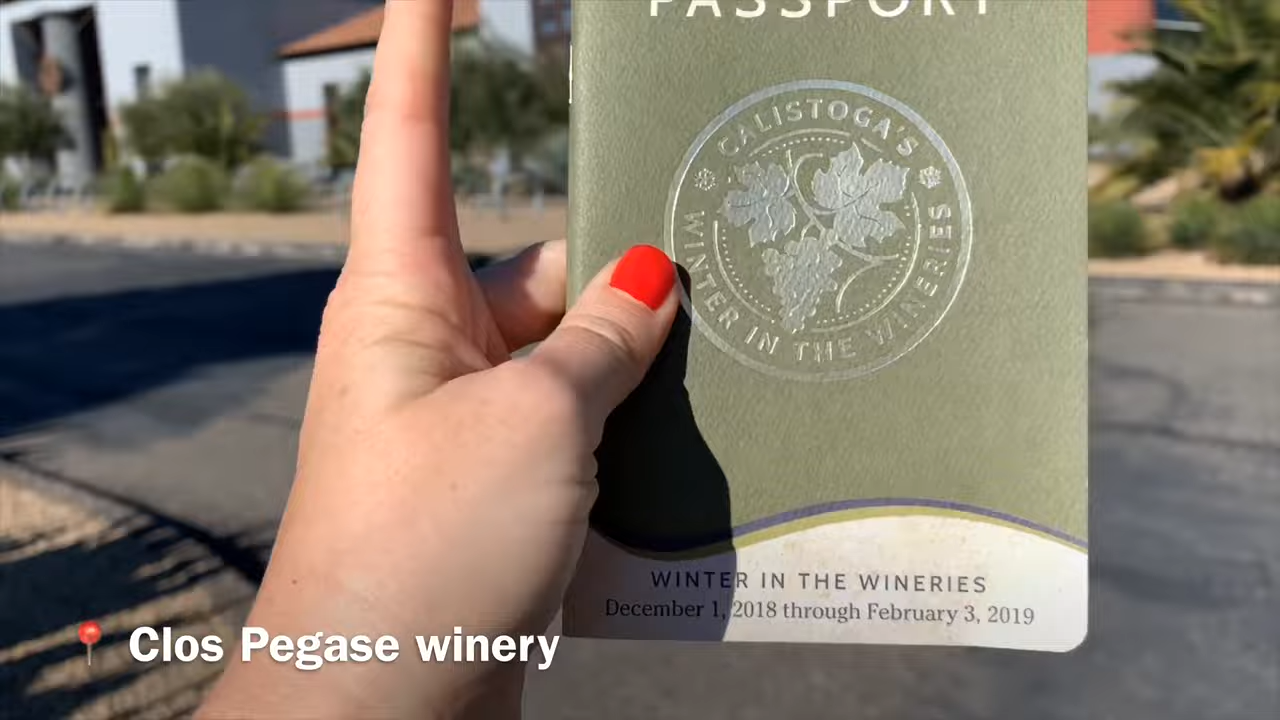 PASSPORT
CALISTOGA'S
WINTER IN THE WINERIES
WINTER IN THE WINERIES
December 1, 2018 through February 3, 2019
Clos Pegase winery